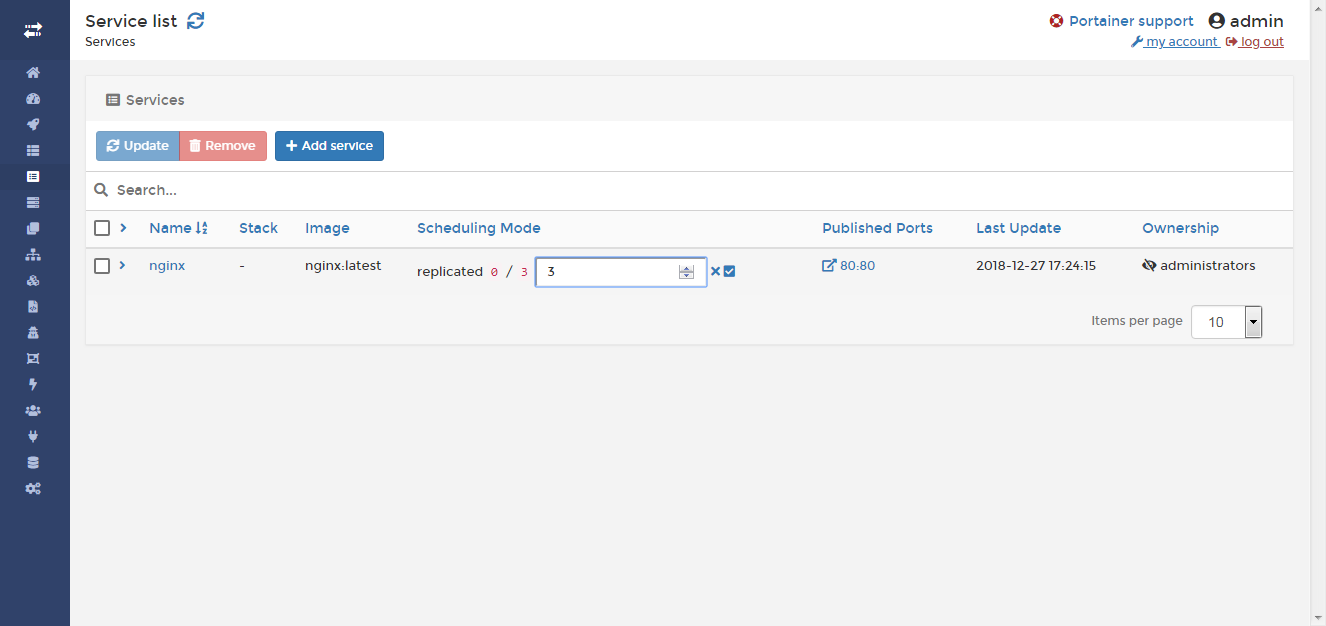 Service list
Services
Portainer support admin
my account log out
Services
Update Remove Add service
Search...
Name Stack Image Scheduling Mode Published Ports Last Update Ownership
nginx - nginx:latest replicated 0 / 3 3 80:80 2018-12-27 17:24:15 administrators
Items per page 10